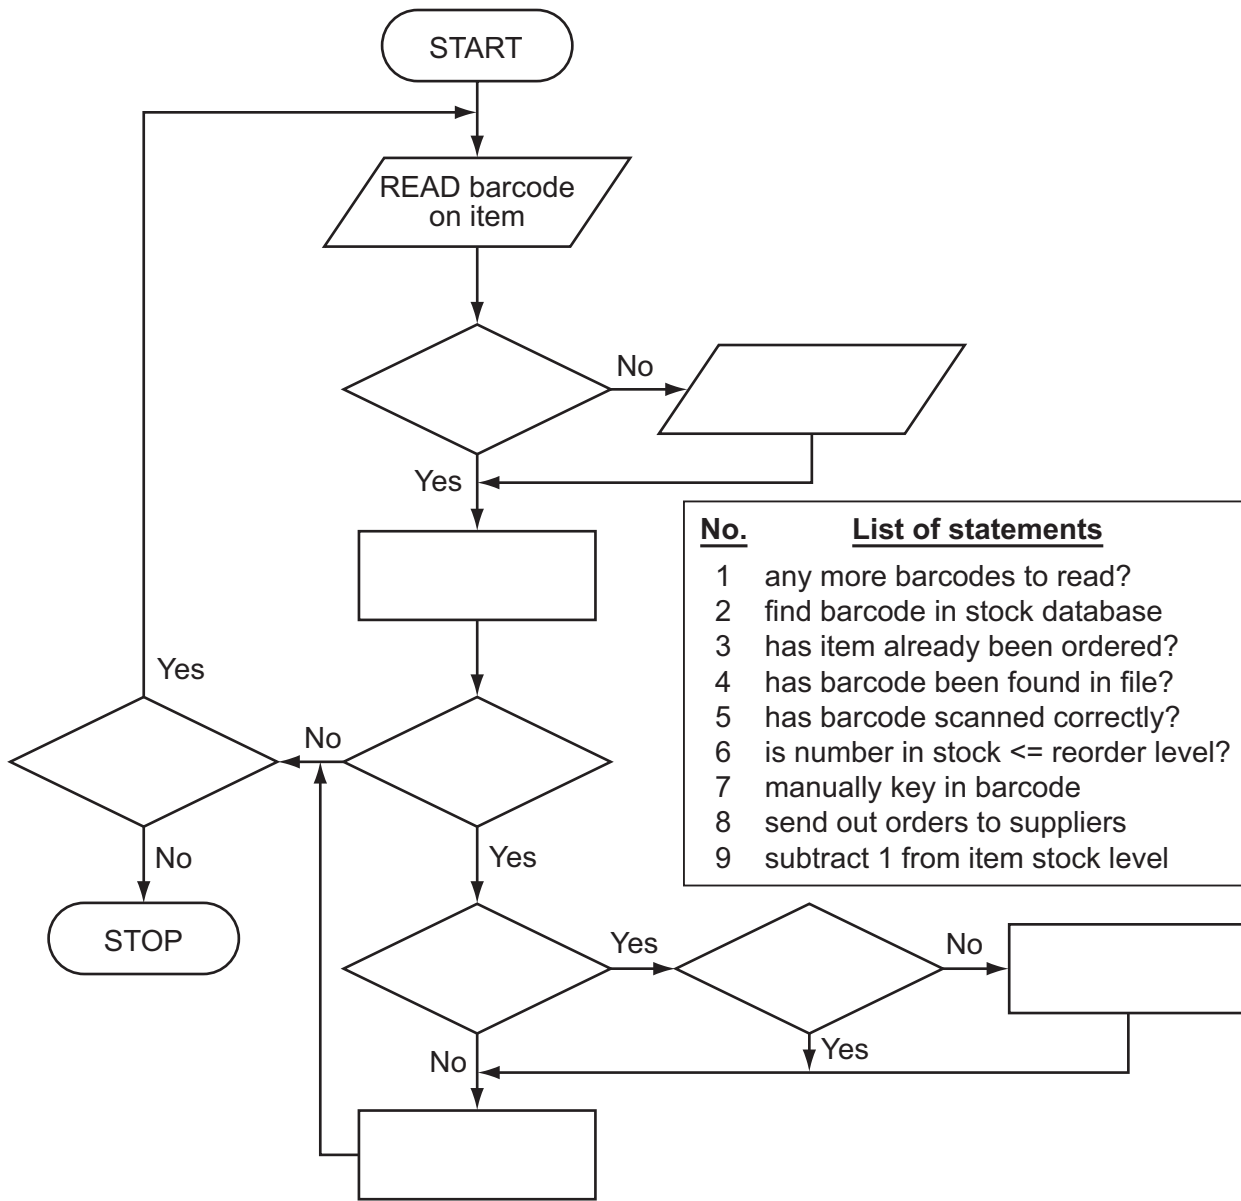 START
READ barcode
on item
No
Yes
No. List of statements
1 any more barcodes to read?
2 find barcode in stock database
3 has item already been ordered?
4 has barcode been found in file?
5 has barcode scanned correctly?
6 is number in stock <= reorder level?
7 manually key in barcode
8 send out orders to suppliers
9 subtract 1 from item stock level
Yes
No
No
Yes
STOP
Yes
No
No
Yes